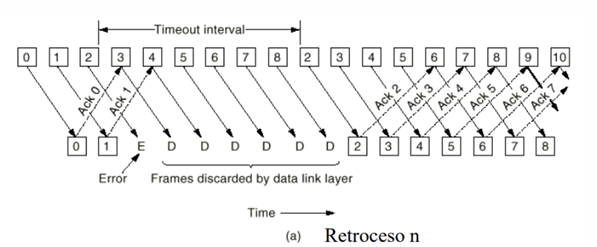 Timeout interval
0 1 2 3 4 5 6 7 8 2 3 4 5 6 7 8 9 10
Ack 0 Ack 1 Ack 2 Ack 3 Ack 4 Ack 5 Ack 6 Ack 7
0 1 E D D D D D D 2 3 4 5 6 7 8
Error Frames discarded by data link layer
Time
(a) Retroceso n